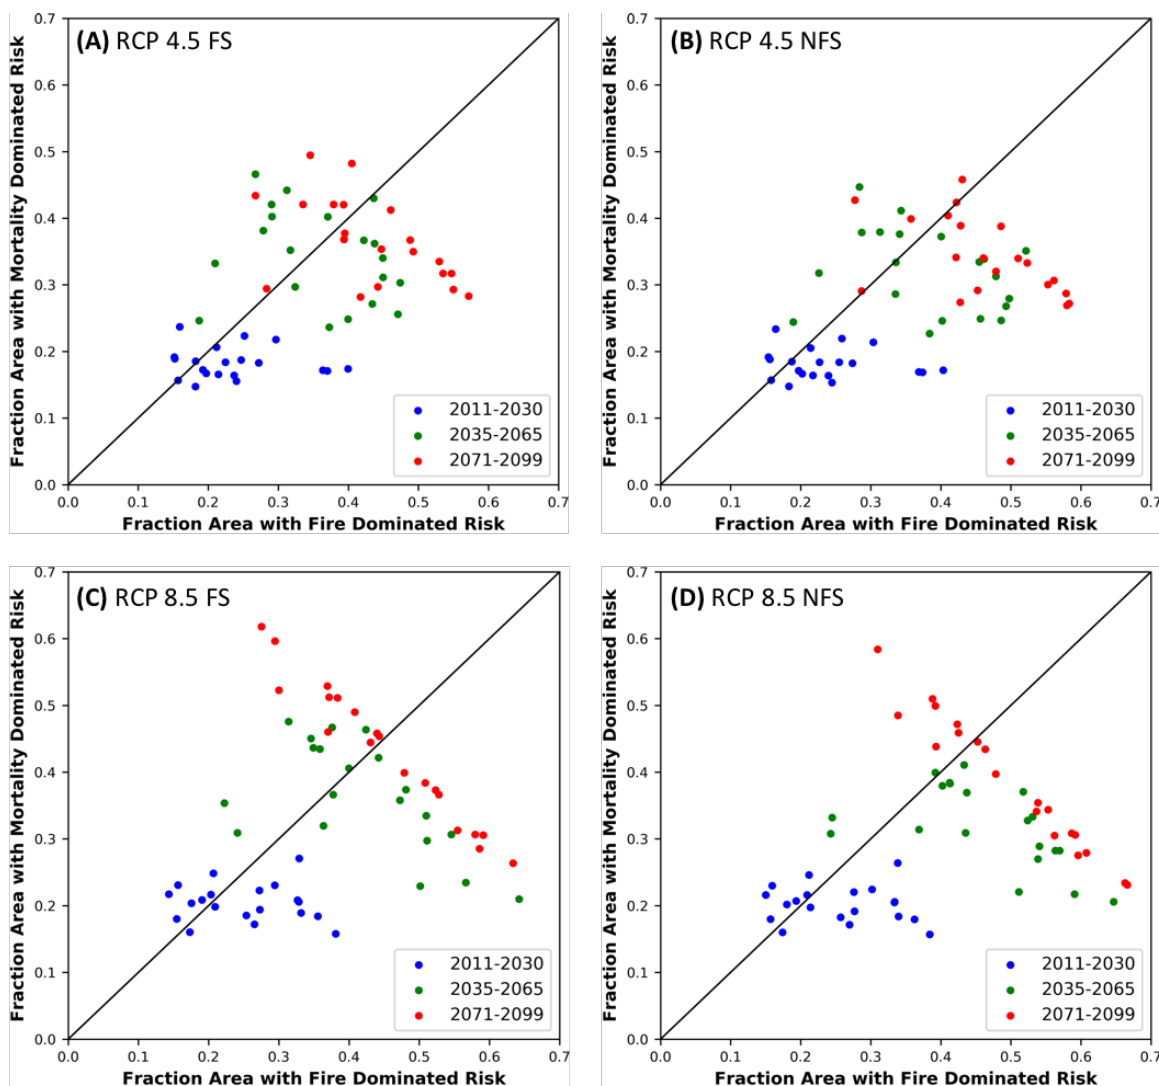 (A) RCP 4.5 FS
Fraction Area with Mortality Dominated Risk
0.7
0.6
0.5
0.4
0.3
0.2
0.1
0.0
2011-2030
2035-2065
2071-2099
0.0 0.1 0.2 0.3 0.4 0.5 0.6 0.7
Fraction Area with Fire Dominated Risk
(B) RCP 4.5 NFS
Fraction Area with Mortality Dominated Risk
0.7
0.6
0.5
0.4
0.3
0.2
0.1
0.0
2011-2030
2035-2065
2071-2099
0.0 0.1 0.2 0.3 0.4 0.5 0.6 0.7
Fraction Area with Fire Dominated Risk
(C) RCP 8.5 FS
Fraction Area with Mortality Dominated Risk
0.7
0.6
0.5
0.4
0.3
0.2
0.1
0.0
2011-2030
2035-2065
2071-2099
0.0 0.1 0.2 0.3 0.4 0.5 0.6 0.7
Fraction Area with Fire Dominated Risk
(D) RCP 8.5 NFS
Fraction Area with Mortality Dominated Risk
0.7
0.6
0.5
0.4
0.3
0.2
0.1
0.0
2011-2030
2035-2065
2071-2099
0.0 0.1 0.2 0.3 0.4 0.5 0.6 0.7
Fraction Area with Fire Dominated Risk